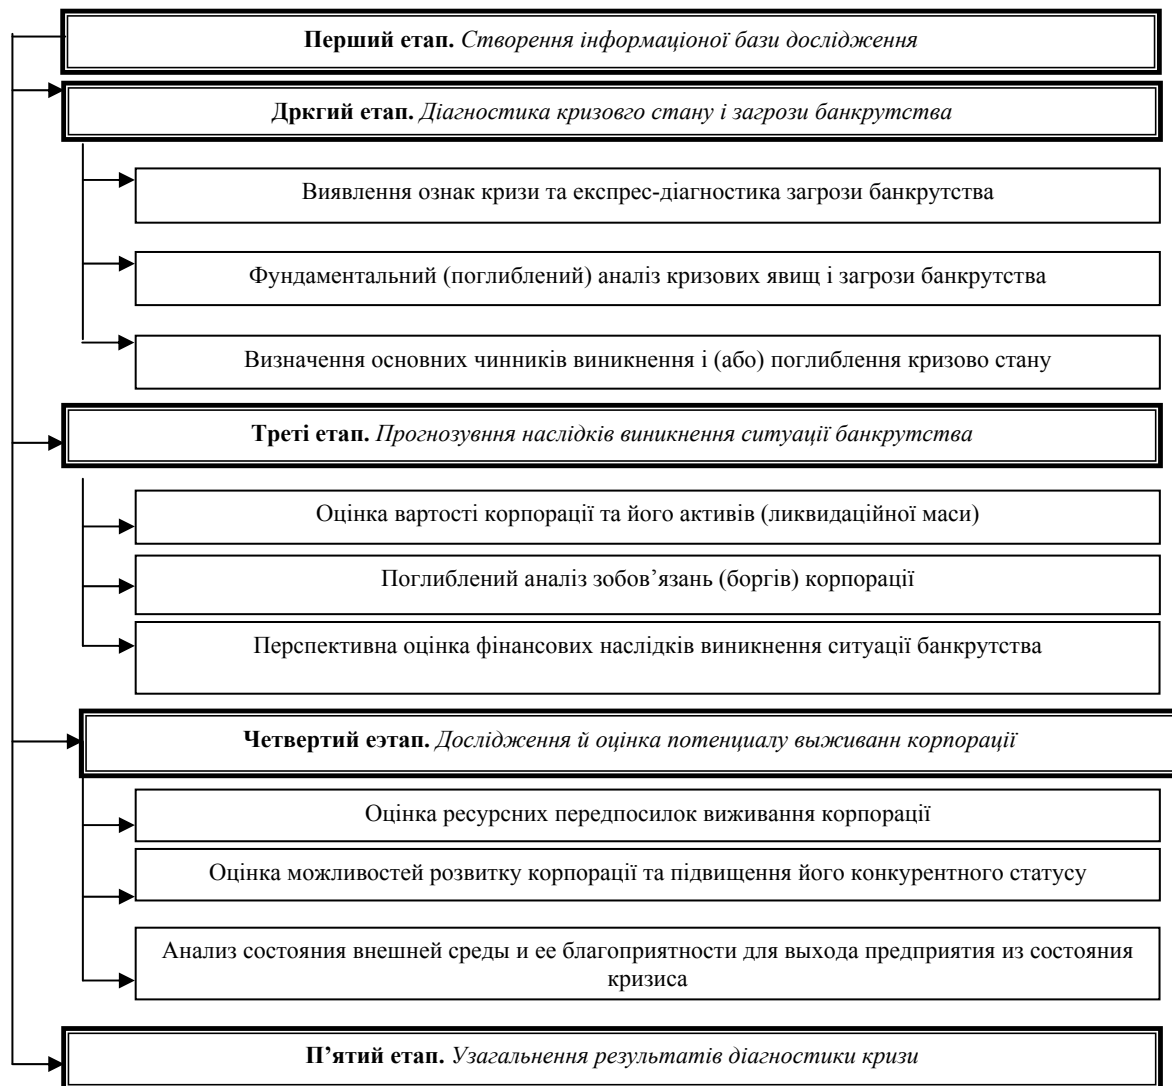 Перший етап. Створення інформаціоної бази дослідження
Дркгий етап. Діагностика кризовго стану і загрози банкрутства
Виявлення ознак кризи та експрес-діагностика загрози банкрутства
Фундаментальний (поглиблений) аналіз кризових явищ і загрози банкрутства
Визначення основних чинників виникнення і (або) поглиблення кризово стану
Треті етап. Прогнозувння наслідків виникнення ситуації банкрутства
Оцінка вартості корпорації та його активів (ликвидаційної маси)
Поглиблений аналіз зобов’язань (боргів) корпорації
Перспективна оцінка фінансових наслідків виникнення ситуації банкрутства
Четвертий еэтап. Дослідження й оцінка потенциалу выживанн корпорації
Оцінка ресурсних передпосилок виживання корпорації
Оцінка можливостей розвитку корпорації та підвищення його конкурентного статусу
Анализ состояния внешней среды и ее благоприятности для выхода предприятия из состояния
кризиса
П’ятий етап. Узагальнення результатів діагностики кризи